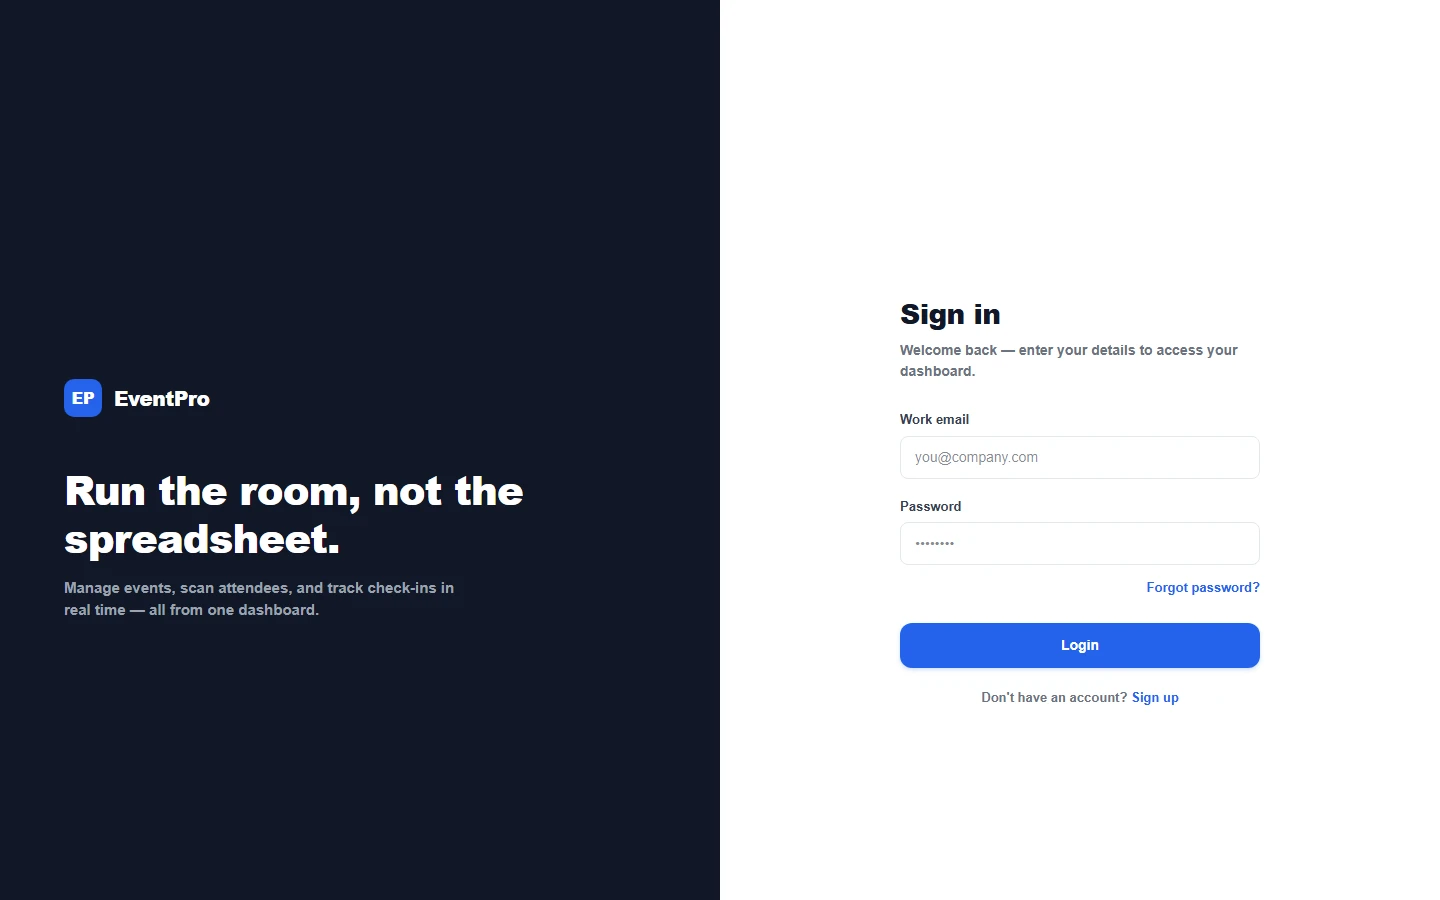 EP EventPro
Run the room, not the
spreadsheet.
Manage events, scan attendees, and track check-ins in
real time — all from one dashboard.
Sign in
Welcome back — enter your details to access your
dashboard.
Work email
you@company.com
Password
••••••••
Forgot password?
Login
Don't have an account? Sign up